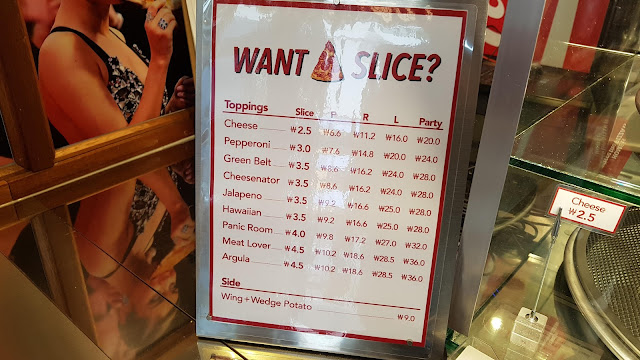 WANT A SLICE?
Toppings Slice P R L Party
Cheese ₩2.5 ₩6.6 ₩11.2 ₩16.0 ₩20.0
Pepperoni ₩3.0 ₩7.6 ₩14.8 ₩20.0 ₩24.0
Green Belt ₩3.5 ₩8.6 ₩16.2 ₩24.0 ₩28.0
Cheesenator ₩3.5 ₩8.6 ₩16.2 ₩24.0 ₩28.0
Jalapeno ₩3.5 ₩9.2 ₩16.6 ₩25.0 ₩28.0
Hawaiian ₩3.5 ₩9.2 ₩16.6 ₩25.0 ₩28.0
Panic Room ₩4.0 ₩9.8 ₩17.2 ₩27.0 ₩32.0
Meat Lover ₩4.5 ₩10.2 ₩18.6 ₩28.5 ₩36.0
Argula ₩4.5 ₩10.2 ₩18.6 ₩28.5 ₩36.0
Side
Wing + Wedge Potato ₩9.0
Cheese
₩2.5